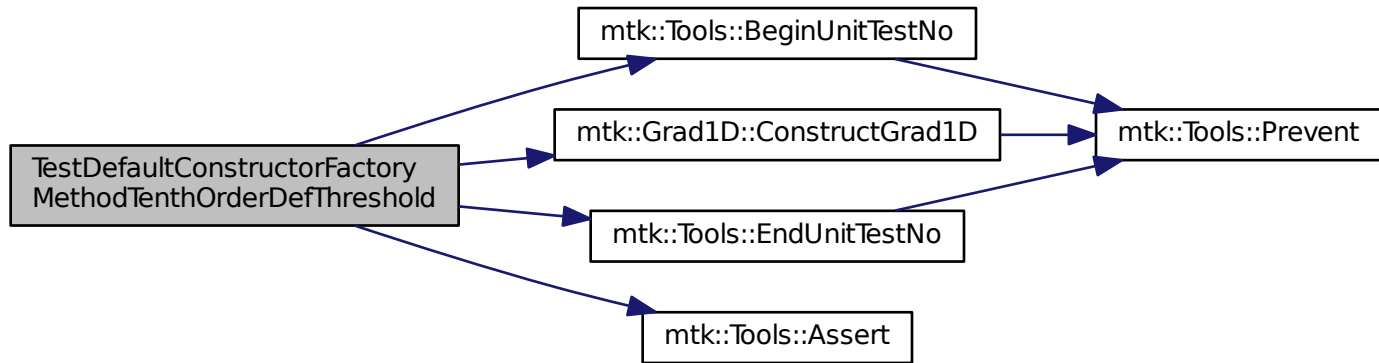 TestDefaultConstructorFactory
MethodTenthOrderDefThreshold
mtk::Tools::BeginUnitTestNo
mtk::Grad1D::ConstructGrad1D
mtk::Tools::EndUnitTestNo
mtk::Tools::Assert
mtk::Tools::Prevent